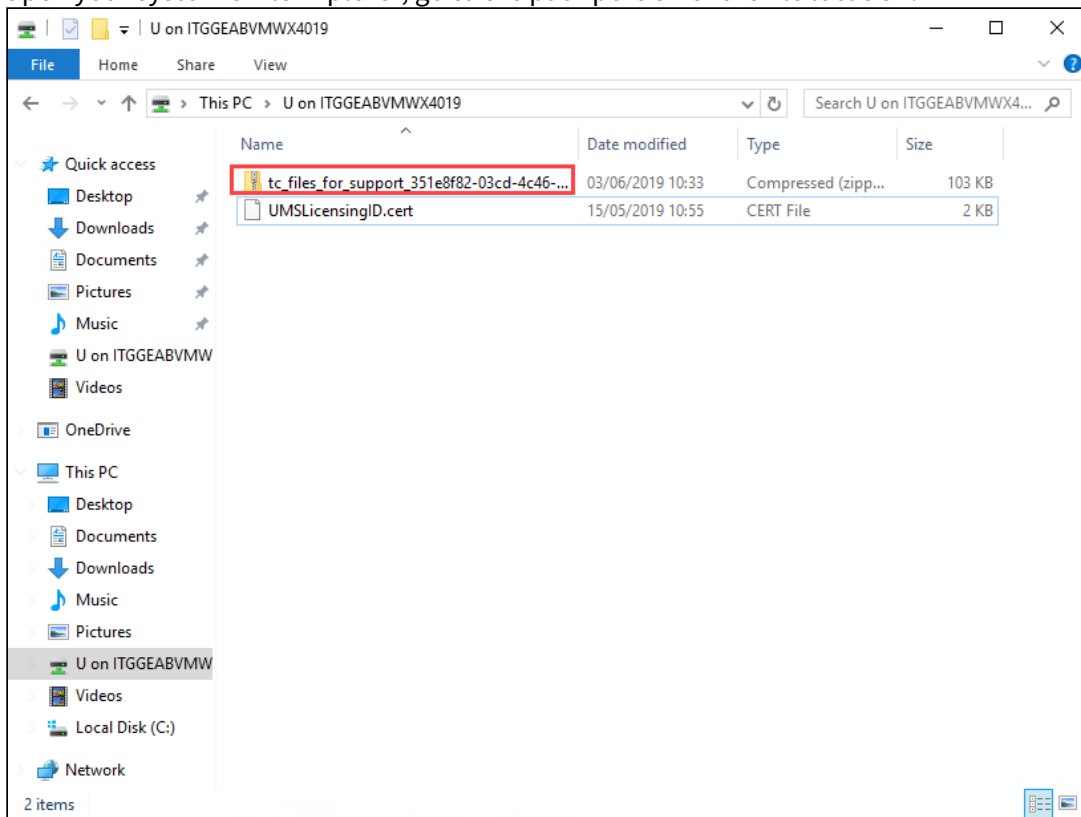 U on ITGGEABVMWX4019
File Home Share View
This PC > U on ITGGEABVMWX4019 Search U on ITGGEABVMWX4...
Name Date modified Type Size
Quick access
tc_files_for_support_351e8f82-03cd-4c46-... 03/06/2019 10:33 Compressed (zipp... 103 KB
Desktop
UMSLicensingID.cert 15/05/2019 10:55 CERT File 2 KB
Downloads
Documents
Pictures
Music
U on ITGGEABVMW
Videos
OneDrive
This PC
Desktop
Documents
Downloads
Music
Pictures
U on ITGGEABVMW
Videos
Local Disk (C:)
Network
2 items